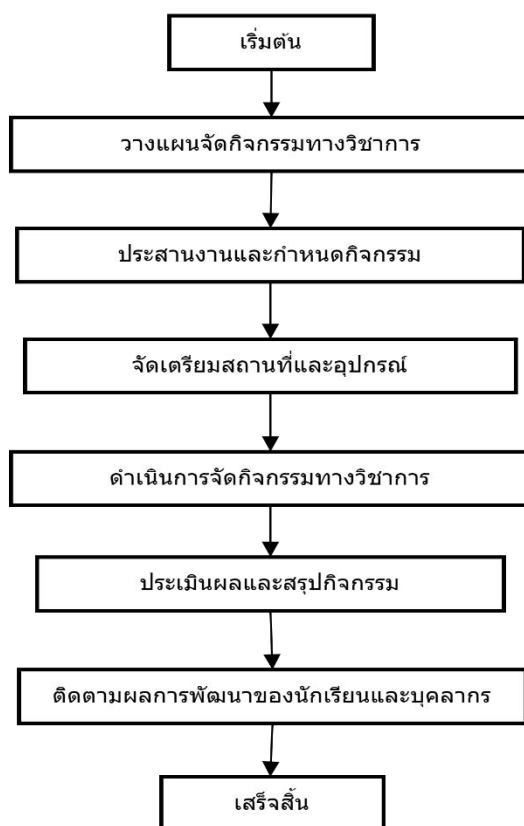 เริ่มต้น
วางแผนจัดกิจกรรมทางวิชาการ
ประสานงานและกำหนดกิจกรรม
จัดเตรียมสถานที่และอุปกรณ์
ดำเนินการจัดกิจกรรมทางวิชาการ
ประเมินผลและสรุปกิจกรรม
ติดตามผลการพัฒนาของนักเรียนและบุคลากร
เสร็จสิ้น